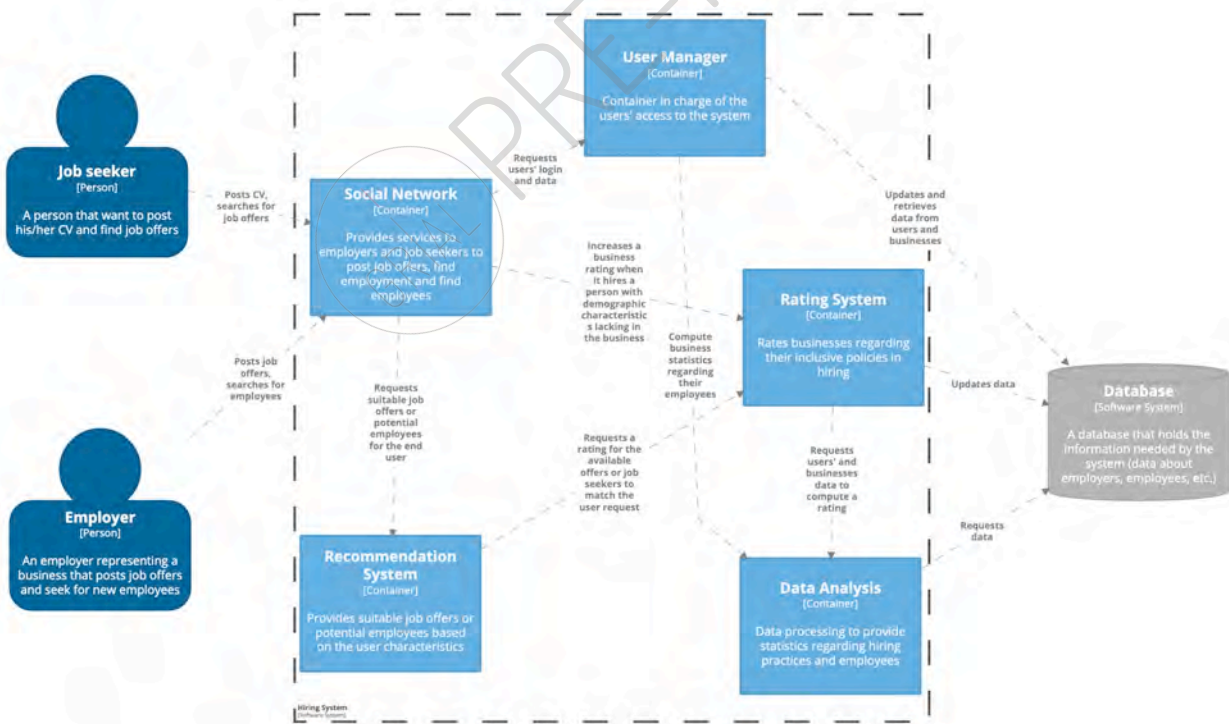 Job seeker
[Person]
A person that want to post
his/her CV and find job offers
Posts CV,
searches for
job offers
Employer
[Person]
An employer representing a
business that posts job offers
and seek for new employees
Posts job
offers,
searches for
employees
Social Network
[Container]
Provides services to
employers and job seekers to
post job offers, find
employment and find
employees
Requests
users' login
and data
User Manager
[Container]
Container in charge of the
users' access to the system
Updates and
retrieves
data from
users and
businesses
Increases a
business
rating when
it hires a
person with
demographic
characteristic
s lacking in
the business
Compute
business
statistics
regarding
their
employees
Rating System
[Container]
Rates businesses regarding
their inclusive policies in
hiring
Updates data
Database
[Software System]
A database that holds the
information needed by the
system (data about
employers, employees, etc.)
Requests
suitable job
offers or
potential
employees
for the end
user
Requests a
rating for the
available
offers or job
seekers to
match the
user request
Requests
users' and
businesses
data to
compute a
rating
Requests
data
Recommendation
System
[Container]
Provides suitable job offers or
potential employees based
on the user characteristics
Data Analysis
[Container]
Data processing to provide
statistics regarding hiring
practices and employees
Hiring System
[Software System]
PRE-